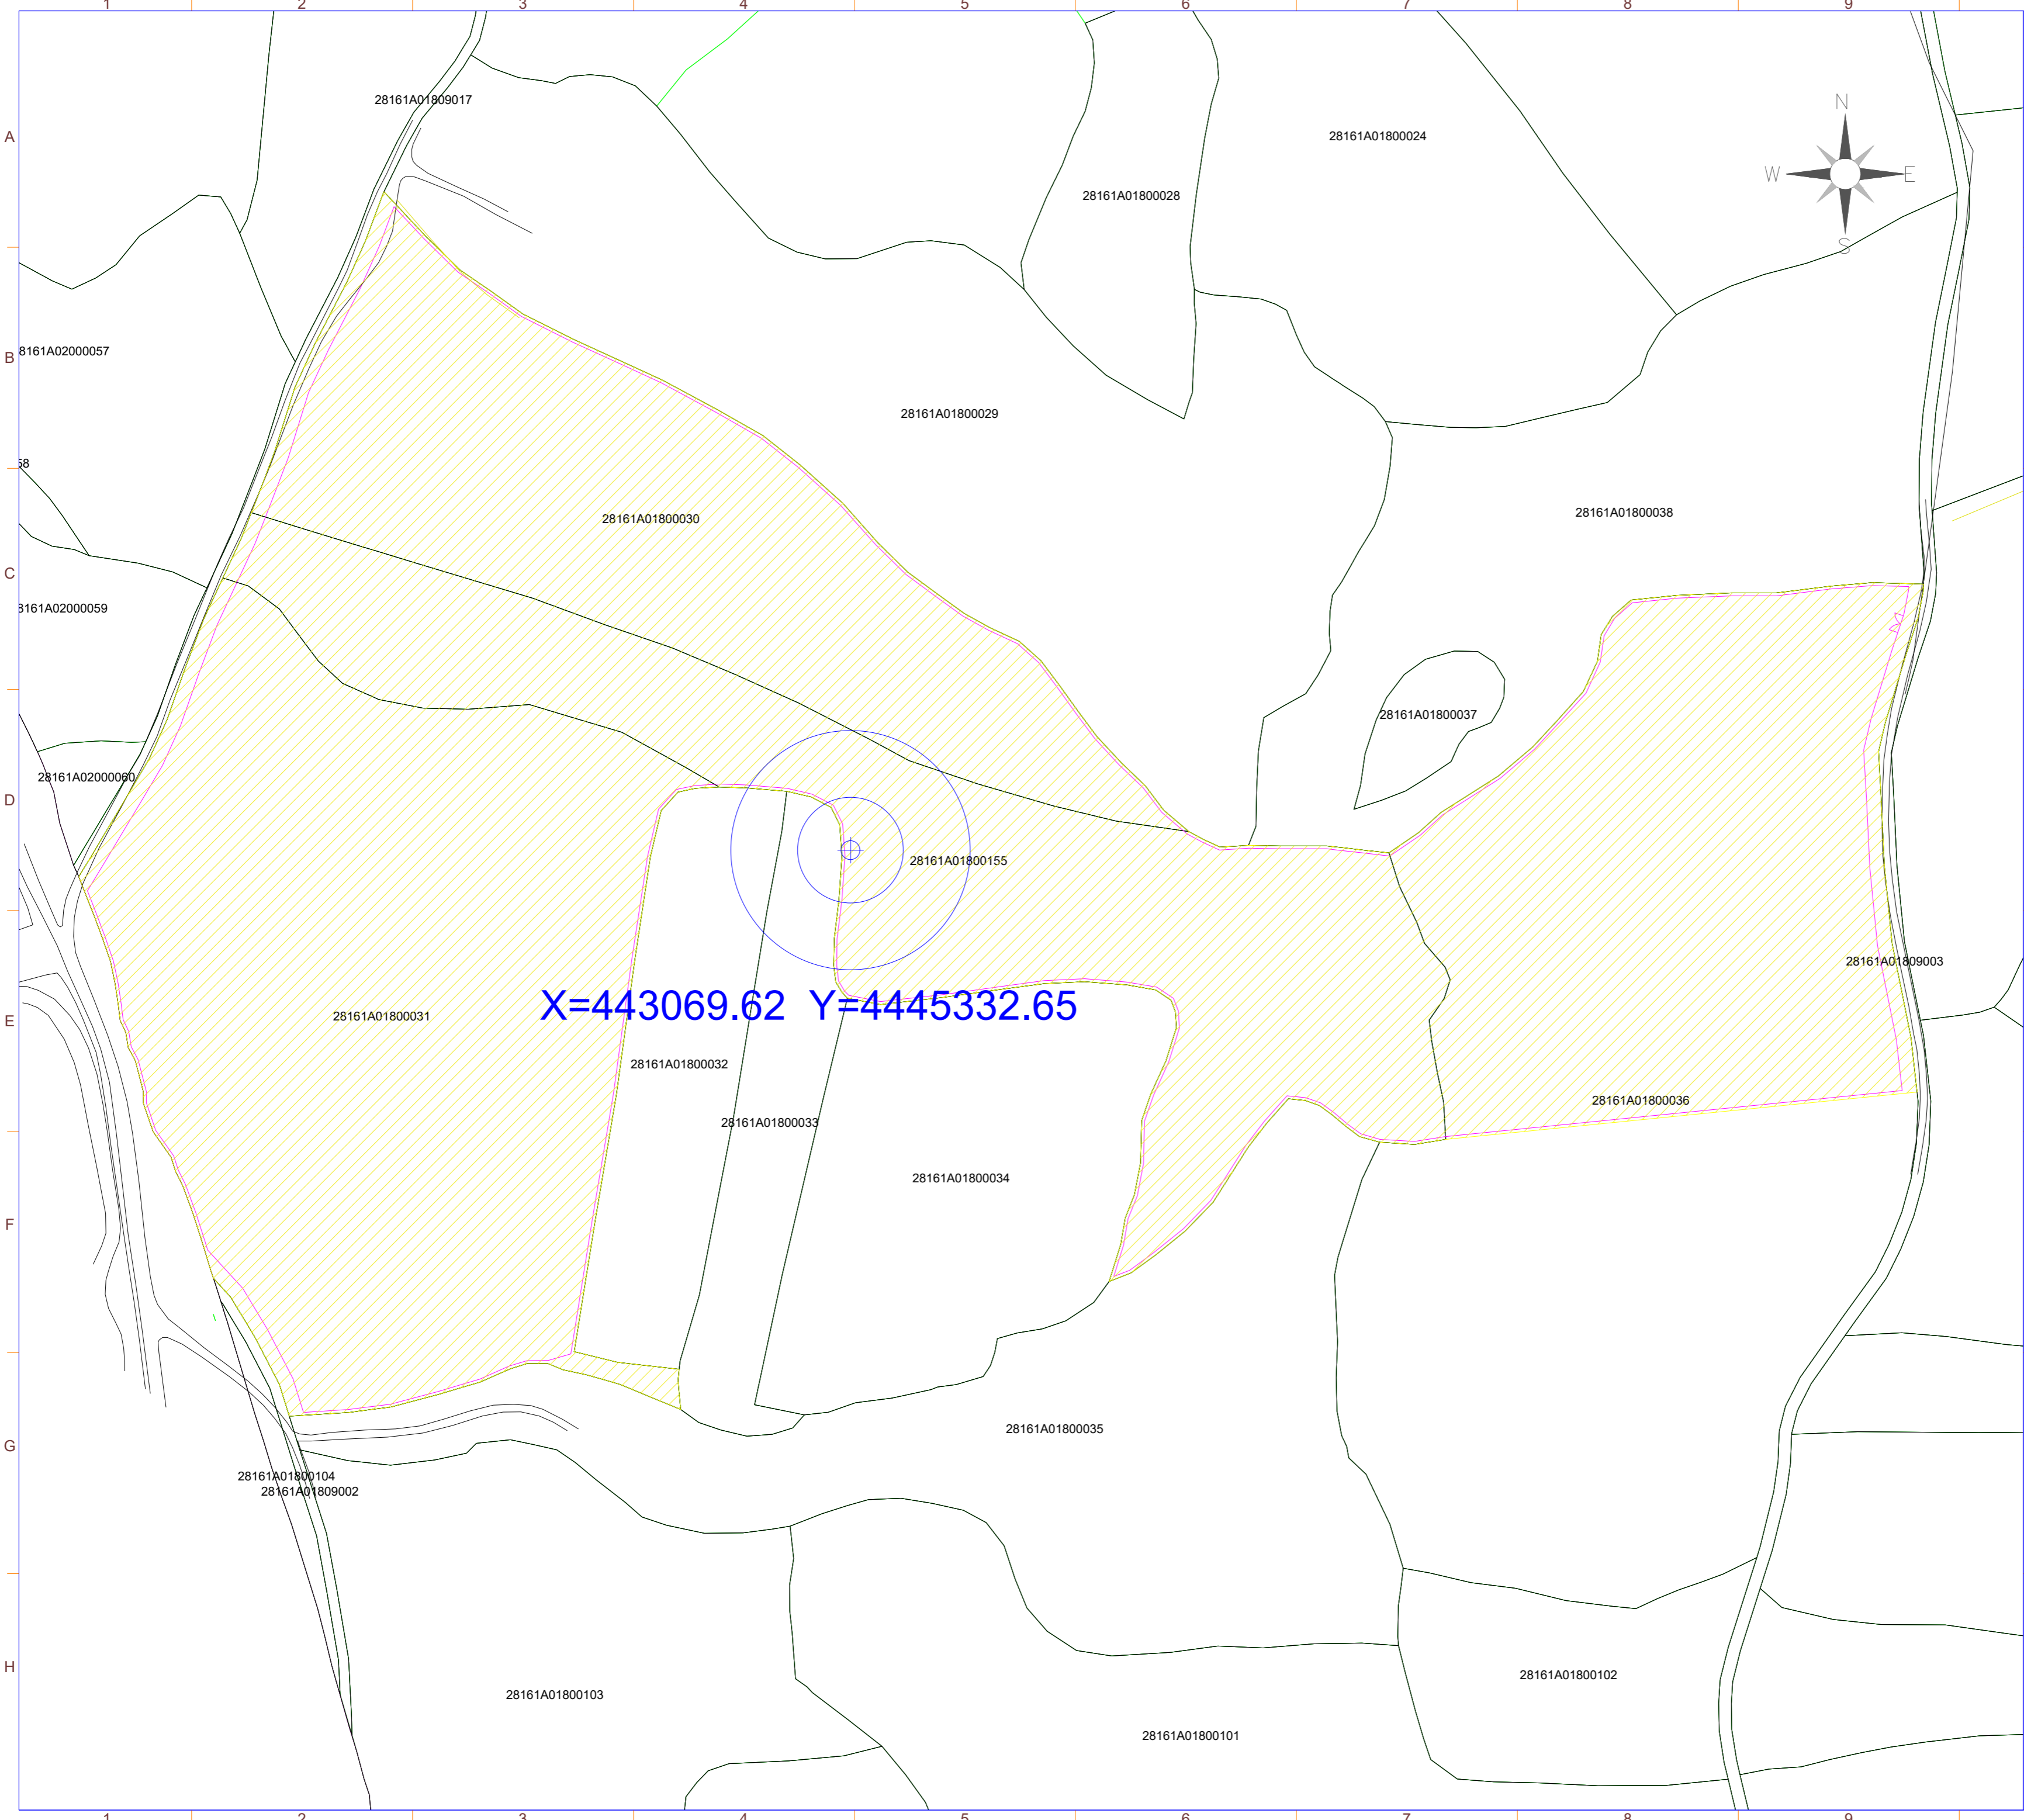 1 2 3 4 5 6 7 8 9
28161A01809017
N
A
28161A01800024
W E
28161A01800028
S
B
8161A02000057
28161A01800029
58
28161A01800030
28161A01800038
C
8161A02000059
28161A01800037
28161A02000060
D
28161A01800155
28161A01809003
X=443069.62 Y=4445332.65
E
28161A01800031
28161A01800032
28161A01800036
28161A01800033
28161A01800034
F
28161A01800035
G
28161A01800104
28161A01809002
H
28161A01800102
28161A01800103
28161A01800101
1 2 3 4 5 6 7 8 9